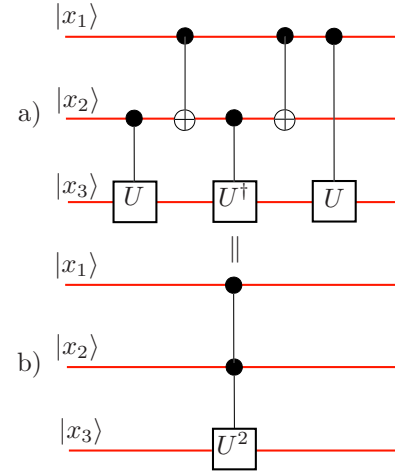 |x₁⟩
a) |x₂⟩
|x₃⟩ U U† U
=
|x₁⟩
b) |x₂⟩
|x₃⟩ U²